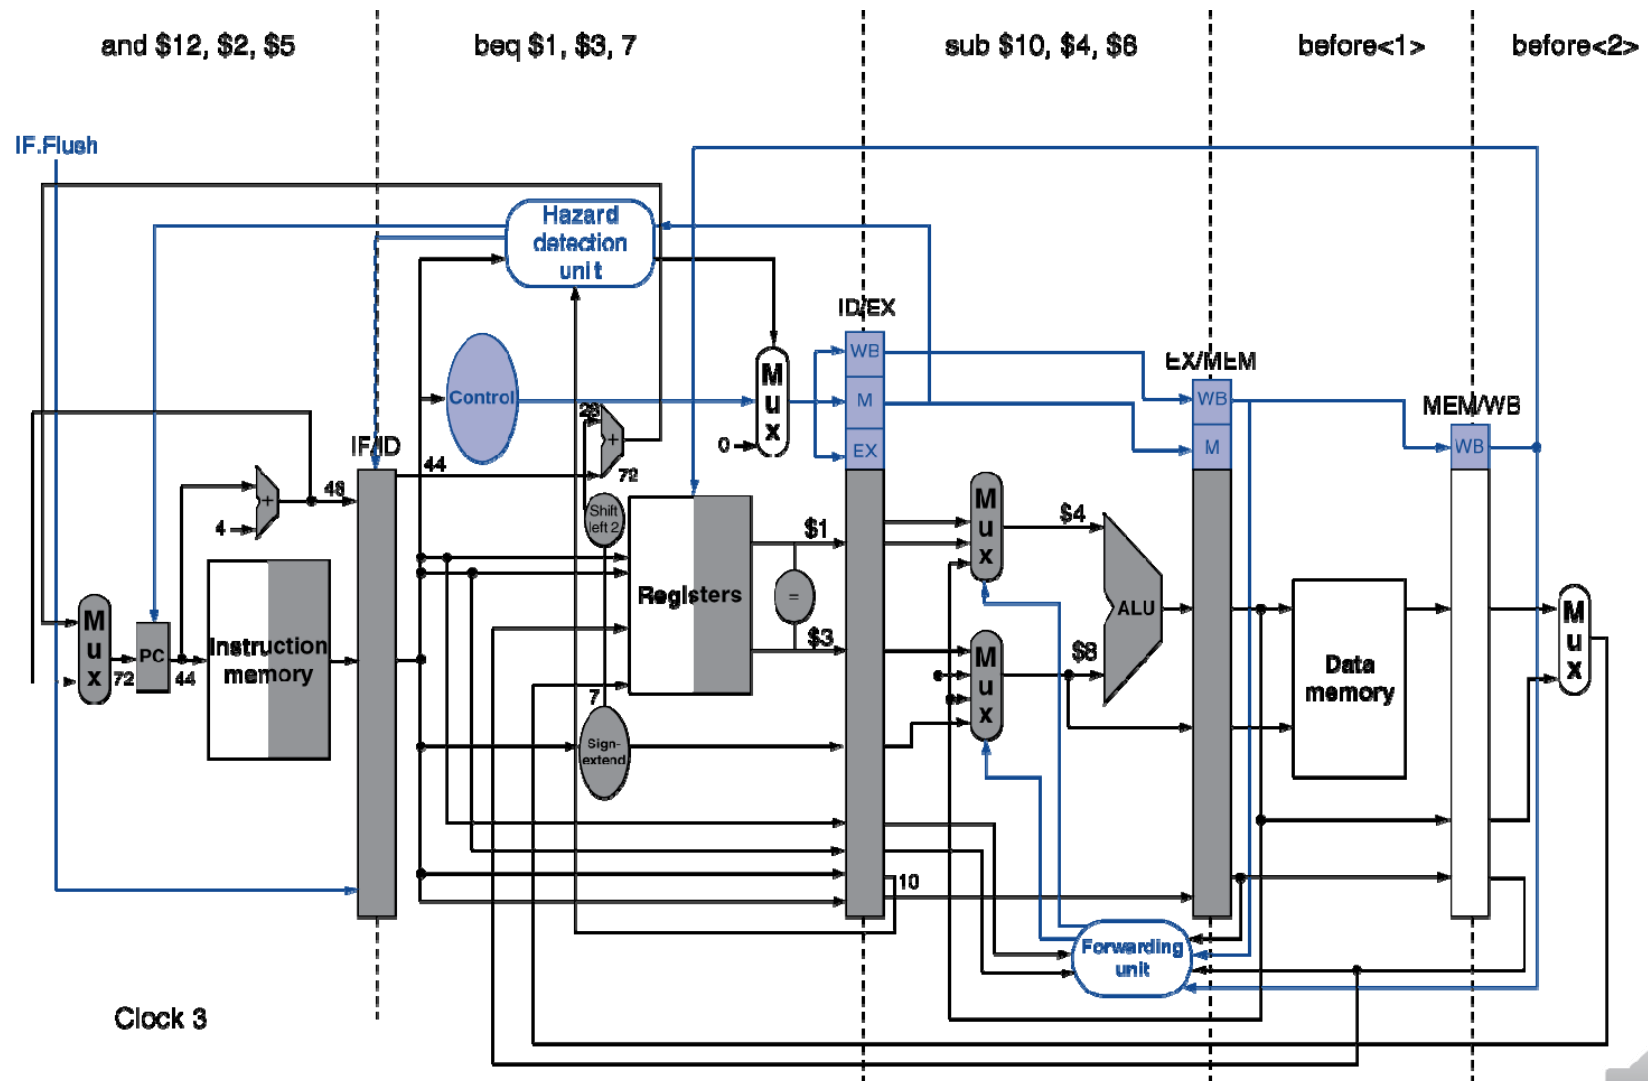 and $12, $2, $5
beq $1, $3, 7
sub $10, $4, $8
before<1>
before<2>
IF.Flush
Hazard
detection
unit
ID/EX
WB
M
EX
EX/MEM
WB
M
MEM/WB
WB
Control
M
u
x
0
28
+
72
IF/ID
44
48
+
4
Shift
left 2
M
u
x
$4
$1
=
$3
Registers
ALU
M
u
x
$8
M
u
x
72
PC
44
Instruction
memory
Data
memory
M
u
x
7
Sign-
extend
10
Forwarding
unit
Clock 3